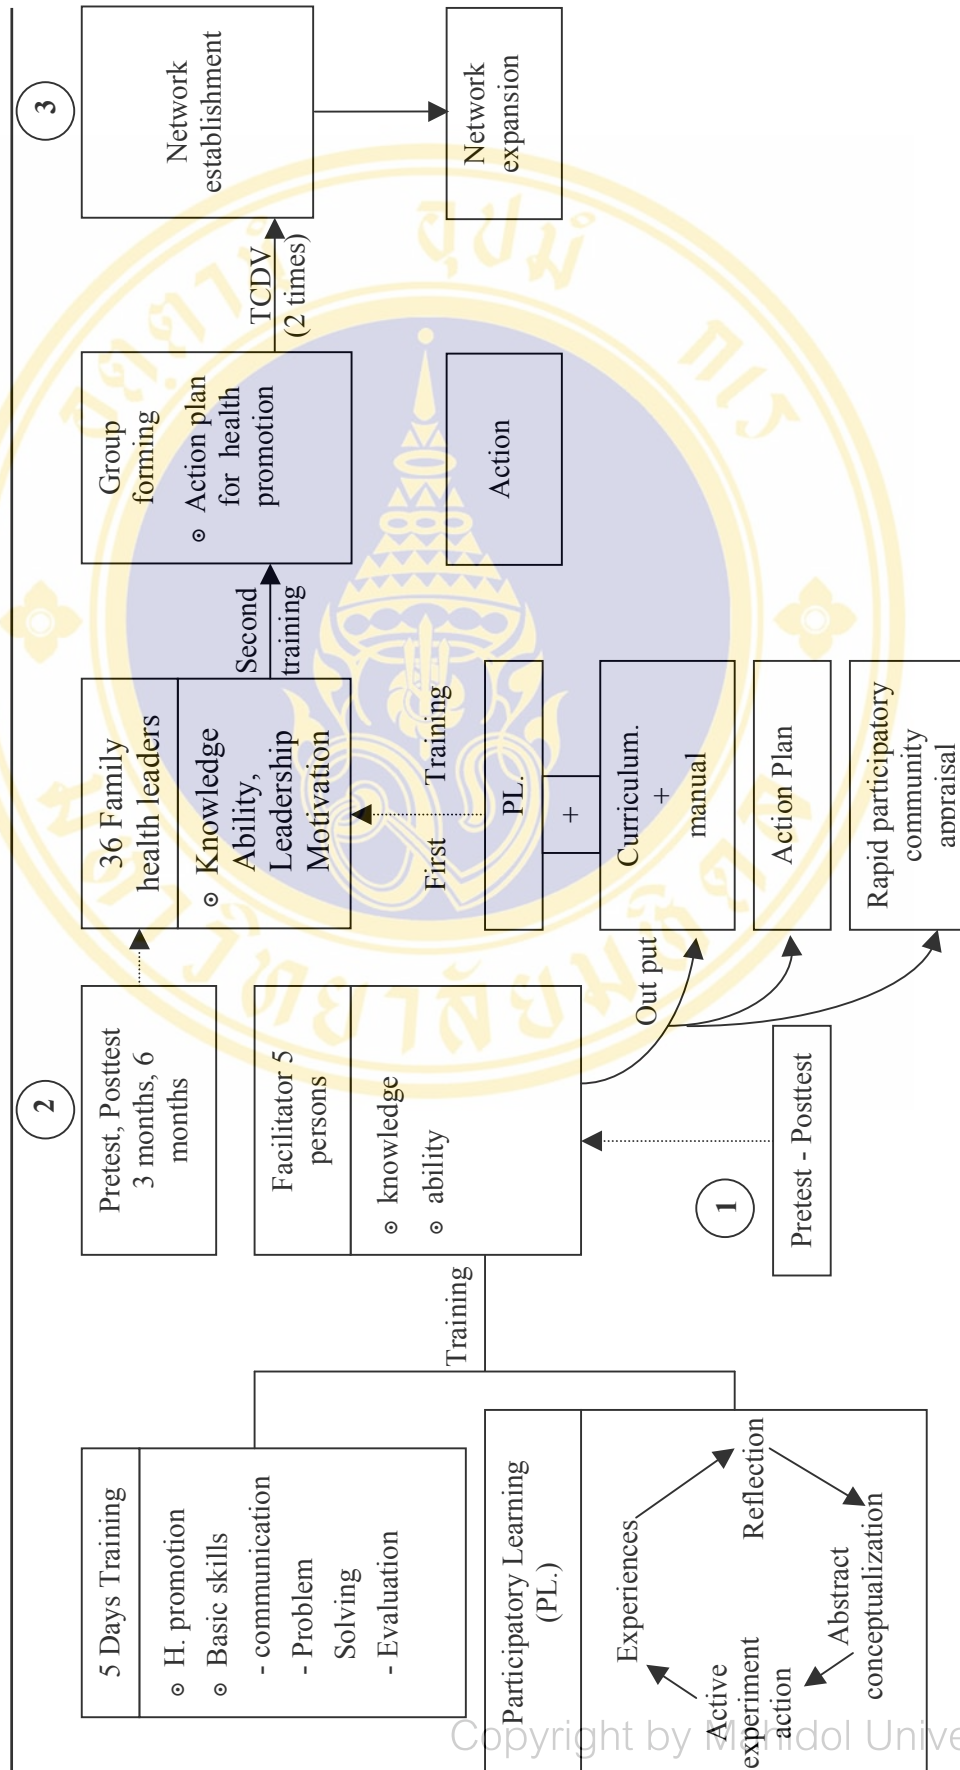 5 Days Training
⊙ H. promotion
⊙ Basic skills
- communication
- Problem
Solving
- Evaluation
Participatory Learning
(PL.)
Experiences
Reflection
Abstract
conceptualization
Active
experiment
action
Training
1
Pretest - Posttest
2
Pretest, Posttest
3 months, 6
months
Facilitator 5
persons
⊙ knowledge
⊙ ability
Out put
36 Family
health leaders
⊙ Knowledge
Ability,
Leadership
Motivation
First Training
PL.
+
Curriculum.
+
manual
Action Plan
Rapid participatory
community
appraisal
Second
training
Group
forming
⊙ Action plan
for health
promotion
Action
TCDV
(2 times)
3
Network
establishment
Network
expansion
Copyright by Mahidol Unive